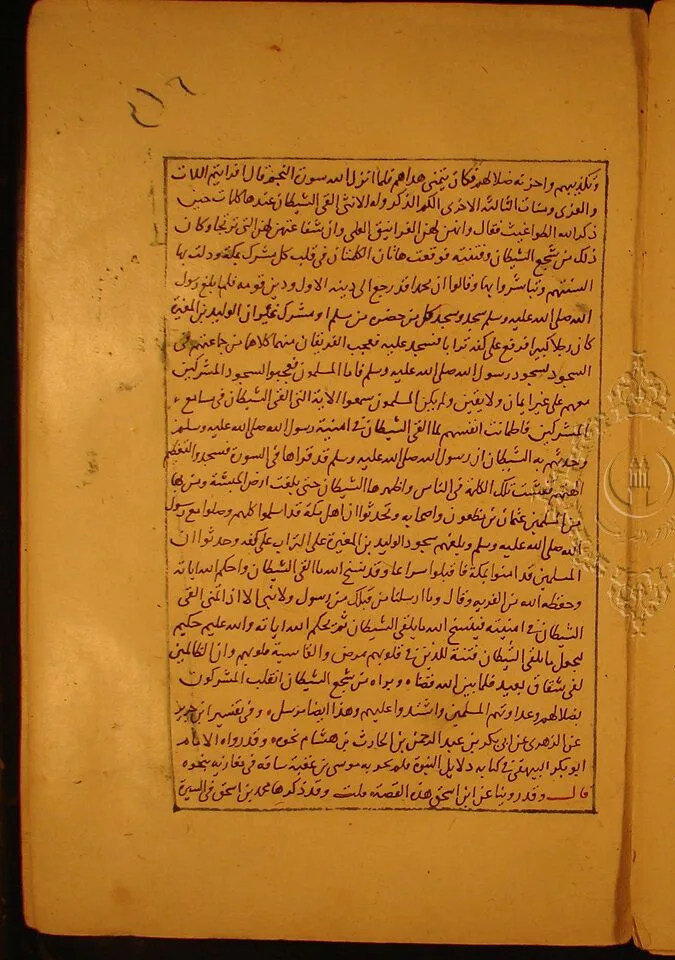 ٢١٦
وتكذيبهم واحزنه ضلالهم فكان يتمنى هداهم فلما انزل الله سورة النجم قال افرايتم اللات
والعزى ومناة الثالثة الاخرى الكم الذكر وله الانثى القى الشيطان عندها كلمات حين
ذكر الله الطواغيت فقال وانهن لهن الغرانيق العلى وان شفاعتهن لهي التي ترتجا وكان
ذلك من سجع الشيطان وفتنته فوقعت هاتان الكلمتان في قلب كل مشرك بمكة وذلت بها
السنتهم وتباشروا بها وقالوا ان محمدا قد رجع الى دينه الاول ودين قومه فلما بلغ رسول
الله صلى الله عليه وسلم سجد وسجد كل من حضره من مسلم او مشرك غير ان الوليد بن المغيرة
كان رجلا كبيرا فرفع على كفه ترابا فسجد عليه فعجب الفريقان منهما كلاهما من جماعتهم في
السجود لسجود رسول الله صلى الله عليه وسلم فاما المسلمون فعجبوا لسجود المشركين
معهم على غير ايمان ولا يقين ولم يكن المسلمون سمعوا الاية التي القى الشيطان في مسامع
المشركين فاطمانت انفسهم لما القى الشيطان في امنية رسول الله صلى الله عليه وسلم
وحدثهم به الشيطان ان رسول الله صلى الله عليه وسلم قد قراها في السورة فسجدوا لتعظيم
الهتهم ففشت تلك الكلمة في الناس واظهرها الشيطان حتى بلغت ارض الحبشة ومن بها
من المسلمين عثمان بن مظعون واصحابه وتحدثوا ان اهل مكة قد اسلموا كلهم وصلوا مع رسول
الله صلى الله عليه وسلم وبلغهم سجود الوليد بن المغيرة على التراب على كفه وحدثوا ان
المسلمين قد امنوا بمكة فاقبلوا سراعا وقد نسخ الله ما القى الشيطان واحكم الله اياته
وحفظه الله من الفرية وقال وما ارسلنا من قبلك من رسول ولا نبي الا اذا تمنى القى
الشيطان في امنيته فينسخ الله ما يلقى الشيطان ثم يحكم الله اياته والله عليم حكيم
ليجعل ما يلقى الشيطان فتنة للذين في قلوبهم مرض والقاسية قلوبهم وان الظالمين
لفي شقاق بعيد فلما بين الله قضاه وبراه من سجع الشيطان انقلب المشركون
بضلالهم وعداوتهم المسلمين واشتدوا عليهم وهذا ايضا مرسل وفي تفسير ابن جرير
عن الزهري عن ابي بكر بن عبد الرحمن بن الحارث بن هشام نحوه وقد رواه الامام
ابو بكر البيهقي في كتابه دلايل النبوة فلم يجز به موسى بن عقبة ساقه في مغازيه بنحوه
قال وقد روينا عن ابن اسحق هذه القصة قلت وقد ذكرها محمد بن اسحق في السيرة